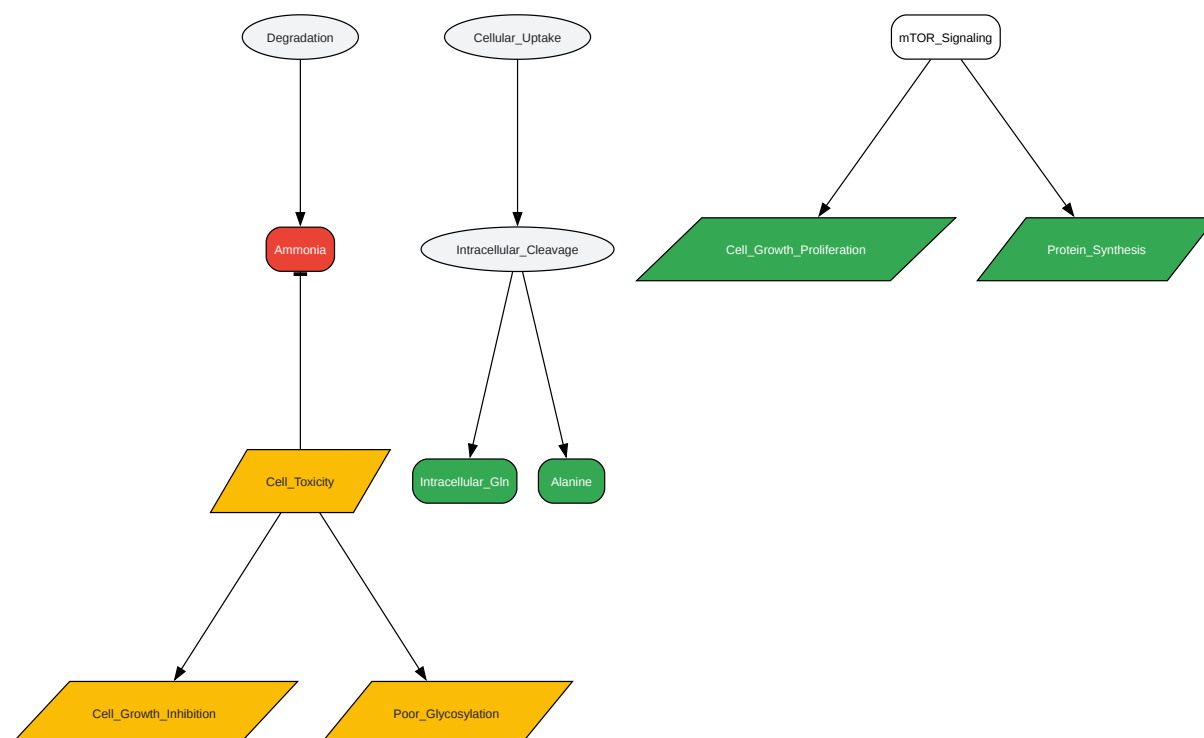 Degradation
Cellular_Uptake
mTOR_Signaling
Ammonia
Intracellular_Cleavage
Cell_Growth_Proliferation
Protein_Synthesis
Cell_Toxicity
Intracellular_Gln
Alanine
Cell_Growth_Inhibition
Poor_Glycosylation